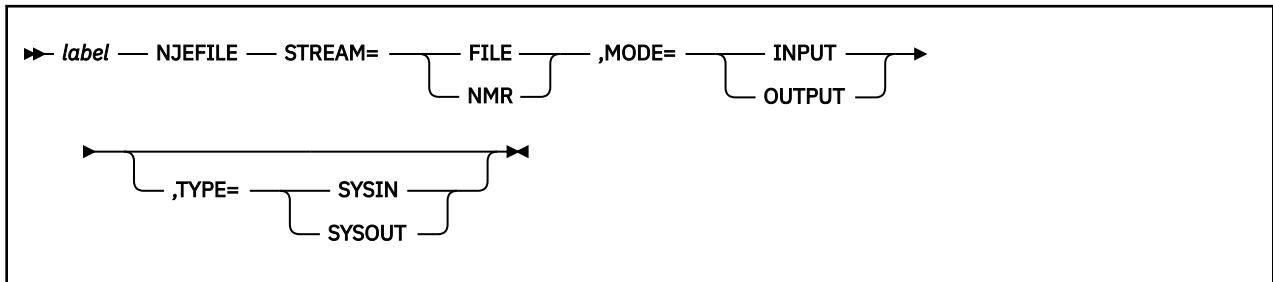 label NJEFILE STREAM= FILE ,MODE= INPUT
NMR OUTPUT
,TYPE= SYSIN
SYSOUT